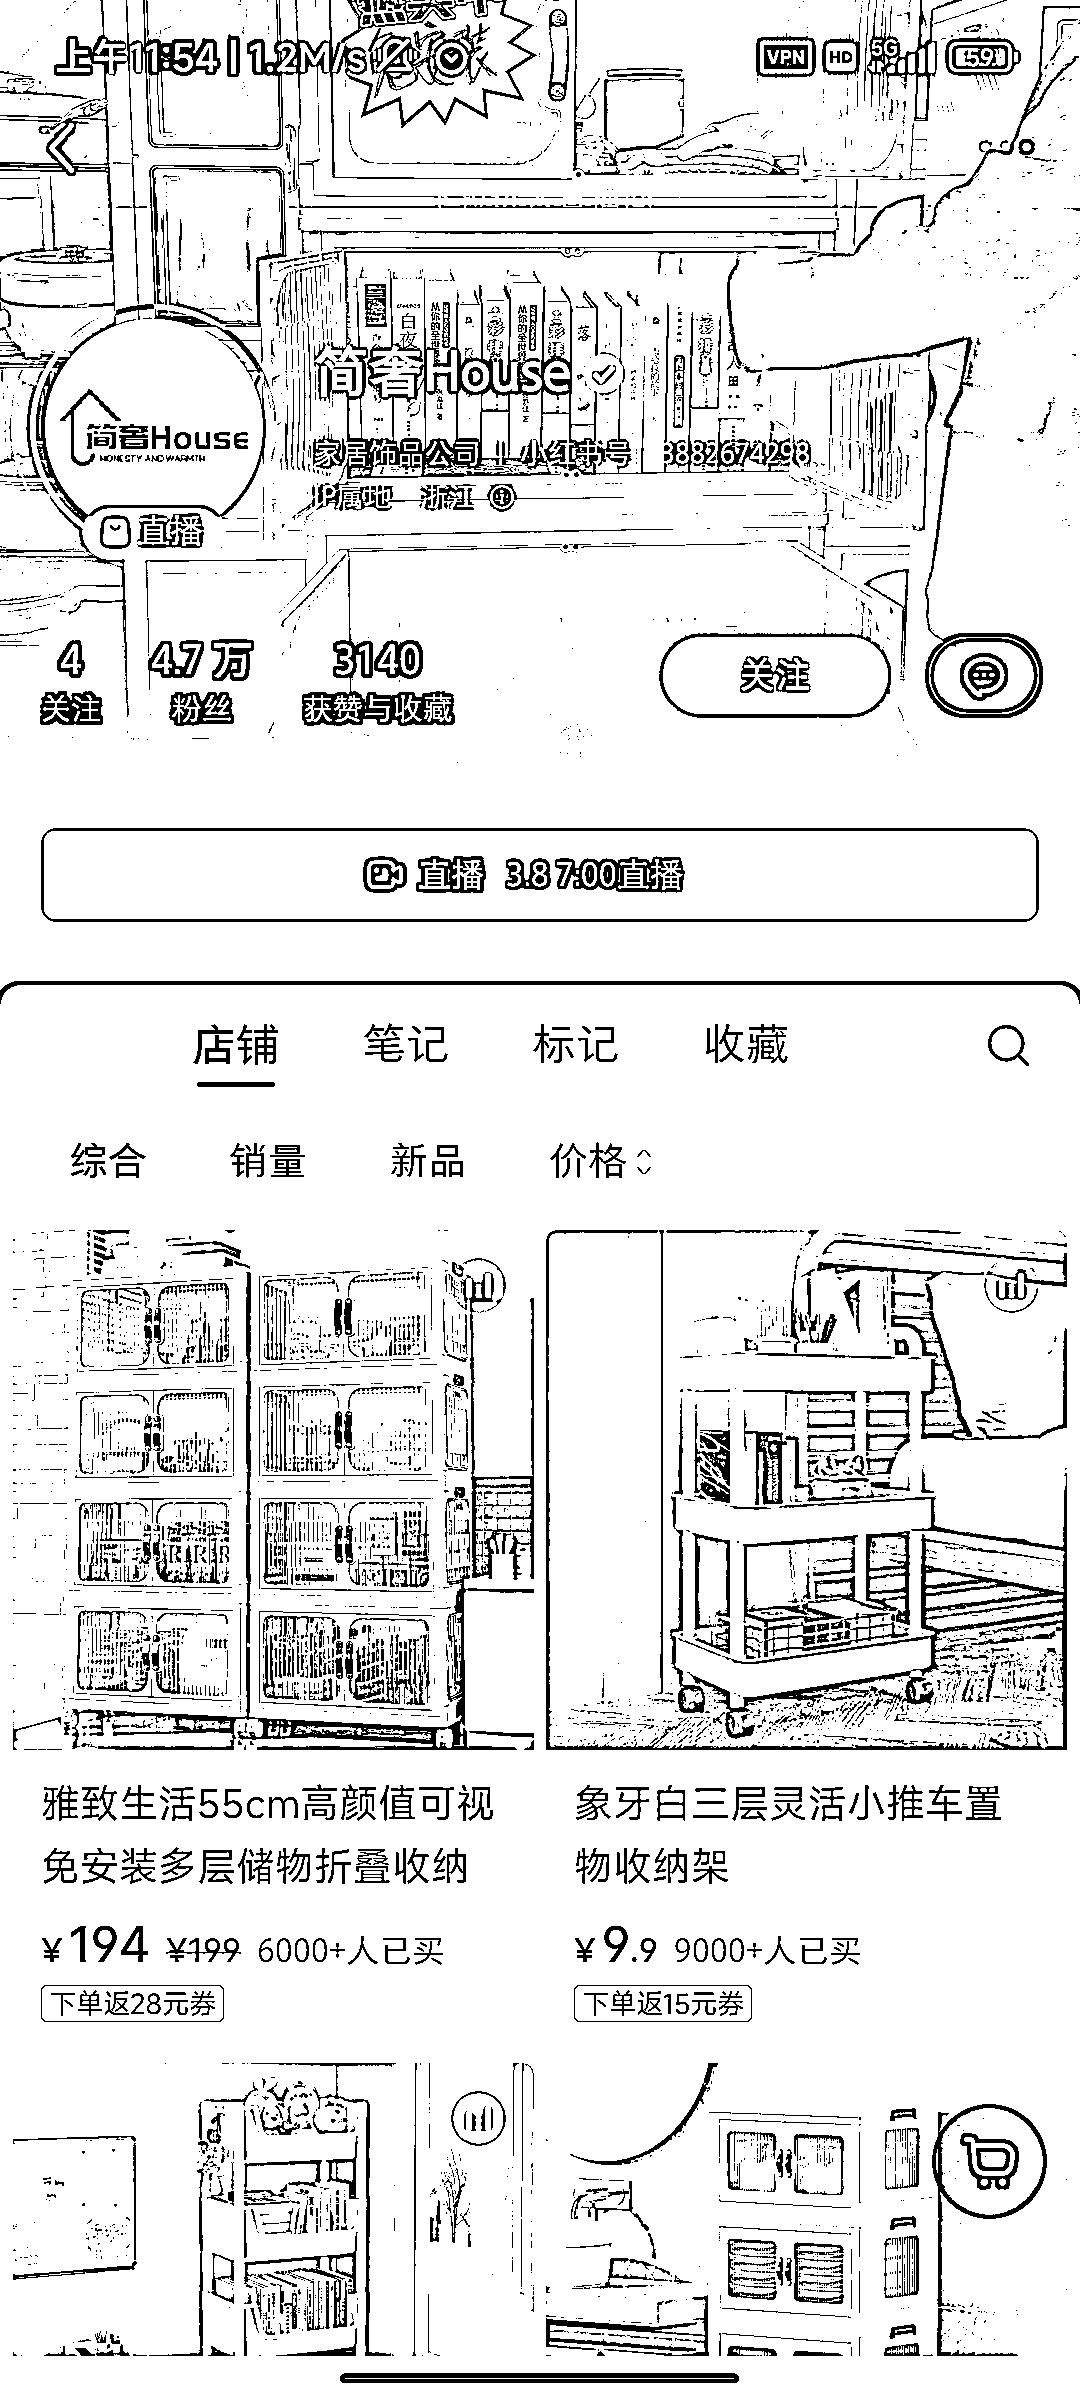 上午11:54 | 1.2M/s
VPN HD 5G 59
简奢House
简奢House
HONESTY AND WARMTH
家居饰品公司 | 小红书号 8882674298
IP属地 浙江
直播
4 4.7万 3140
关注 粉丝 获赞与收藏
关注
直播 3.8 7:00直播
店铺 笔记 标记 收藏
综合 销量 新品 价格
雅致生活55cm高颜值可视
免安装多层储物折叠收纳
¥194 ¥199 6000+人已买
下单返28元券
象牙白三层灵活小推车置
物收纳架
¥9.9 9000+人已买
下单返15元券